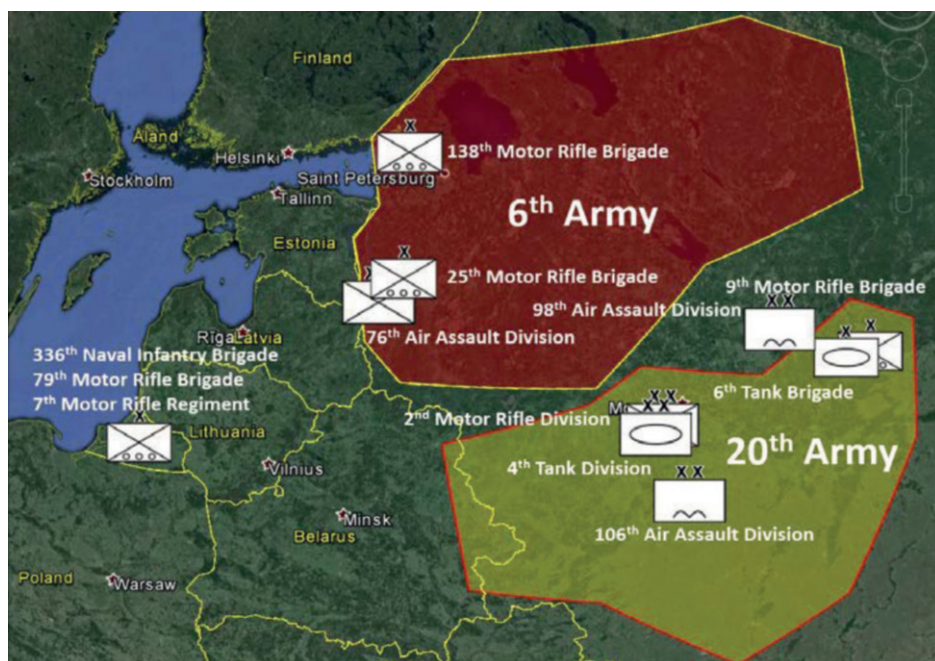 Finland
Åland
Helsinki
Stockholm
Saint Petersburg
Tallinn
Estonia
138th Motor Rifle Brigade
6th Army
25th Motor Rifle Brigade
9th Motor Rifle Brigade
98th Air Assault Division
76th Air Assault Division
Rīga
Latvia
336th Naval Infantry Brigade
79th Motor Rifle Brigade
7th Motor Rifle Regiment
6th Tank Brigade
2nd Motor Rifle Division
Lithuania
20th Army
4th Tank Division
Vilnius
106th Air Assault Division
Minsk
Belarus
Poland
Warsaw